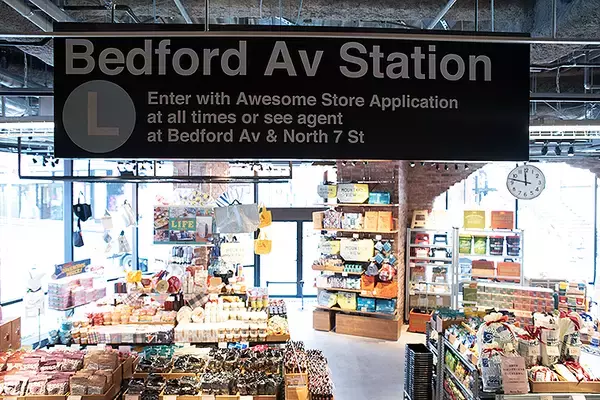 Bedford Av Station
L
Enter with Awesome Store Application
at all times or see agent
at Bedford Av & North 7 St
LIFE